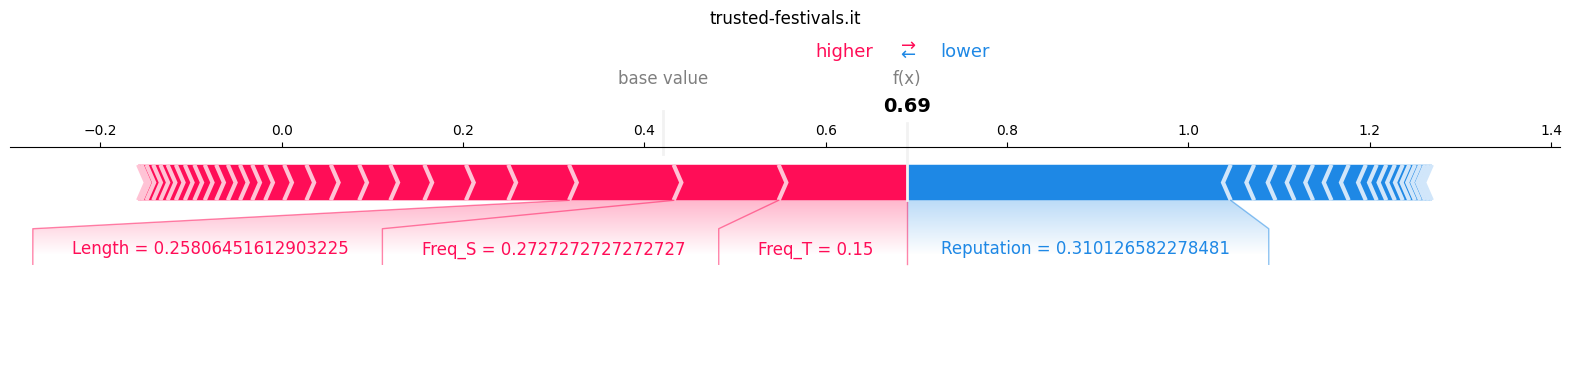 trusted-festivals.it
higher ⇄ lower
base value f(x)
0.69
−0.2 0.0 0.2 0.4 0.6 0.8 1.0 1.2 1.4
Length = 0.25806451612903225 Freq_S = 0.2727272727272727 Freq_T = 0.15 Reputation = 0.310126582278481